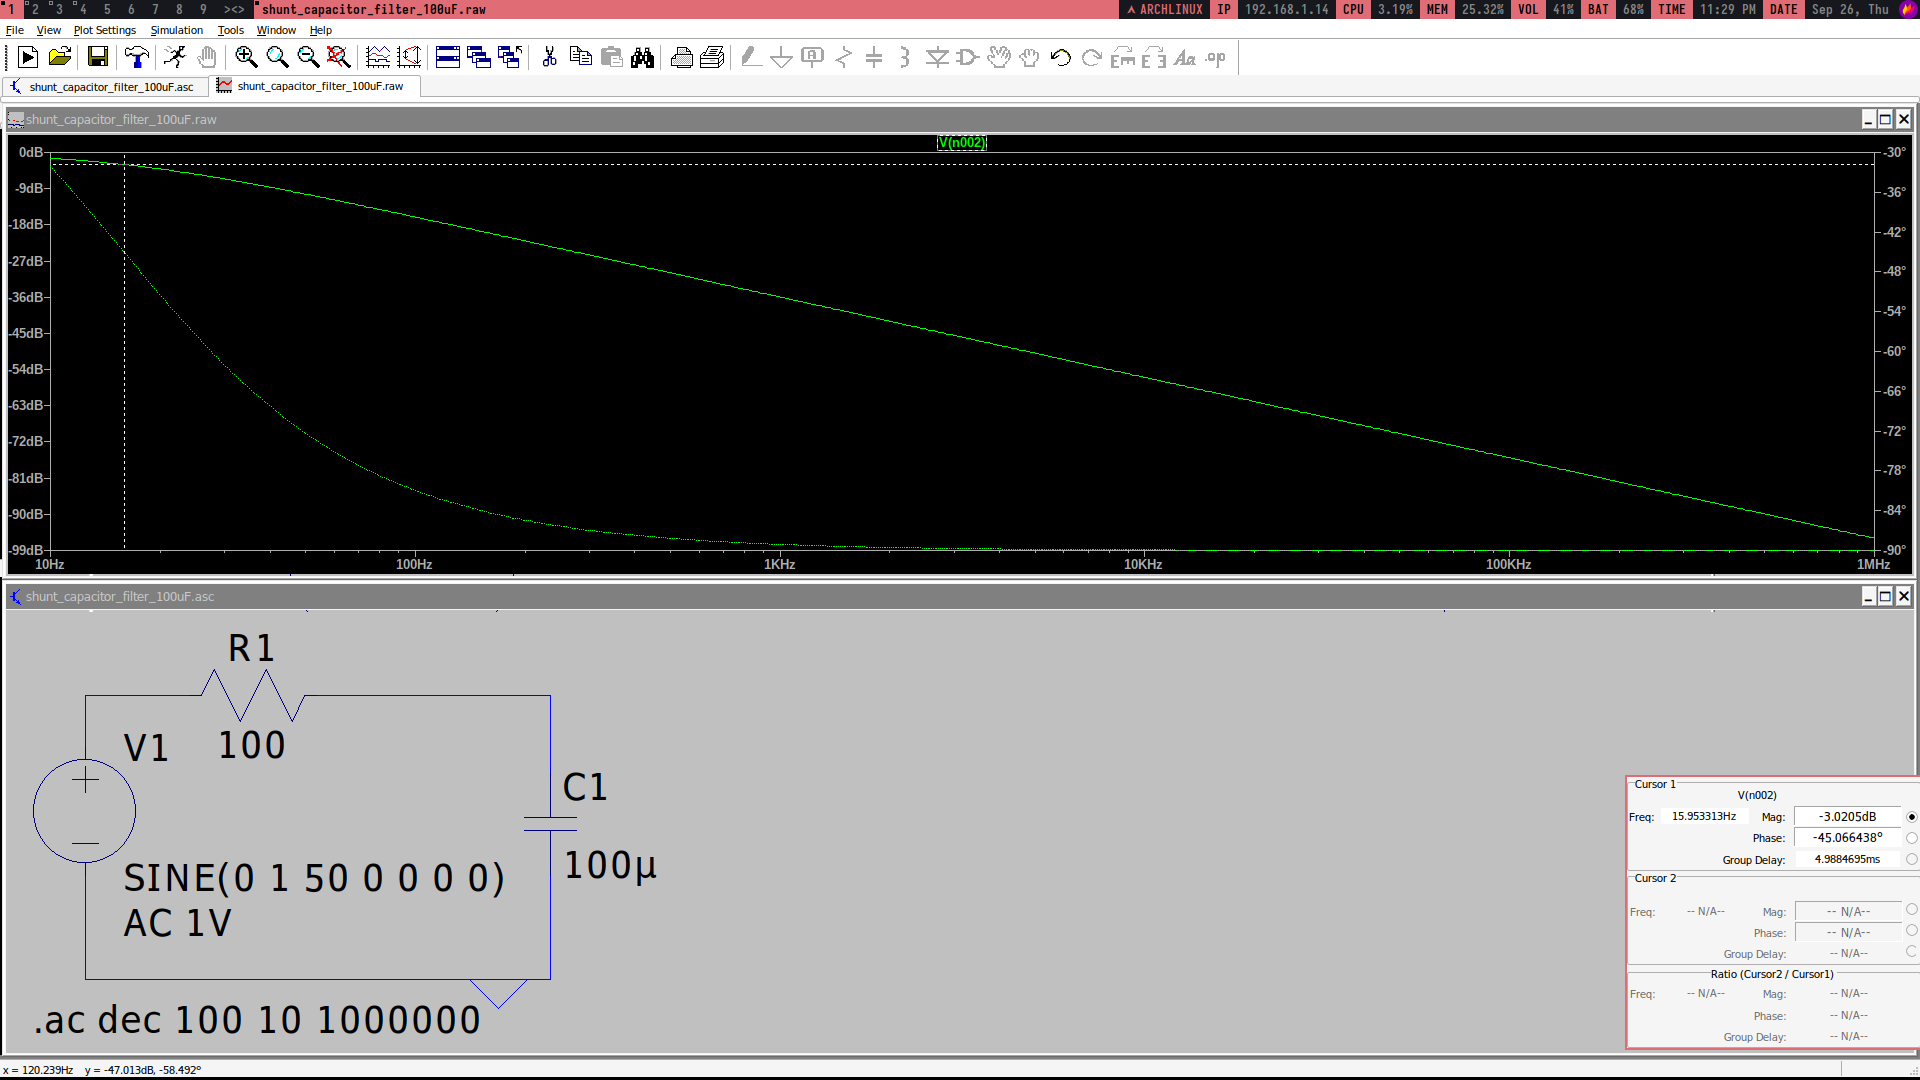 1 2 3 4 5 6 7 8 9 ><> shunt_capacitor_filter_100uF.raw ARCHLINUX IP 192.168.1.14 CPU 3.19% MEM 25.32% VOL 41% BAT 68% TIME 11:29 PM DATE Sep 26, Thu
File View Plot Settings Simulation Tools Window Help
A Aa .op
shunt_capacitor_filter_100uF.asc shunt_capacitor_filter_100uF.raw
shunt_capacitor_filter_100uF.raw
V(n002)
0dB -30°
-9dB -36°
-18dB -42°
-27dB -48°
-36dB -54°
-45dB -60°
-54dB -66°
-63dB -72°
-72dB -78°
-81dB -84°
-90dB -90°
-99dB
10Hz 100Hz 1KHz 10KHz 100KHz 1MHz
shunt_capacitor_filter_100uF.asc
R1
100
V1
C1
100µ
SINE(0 1 50 0 0 0 0)
AC 1V
.ac dec 100 10 1000000
Cursor 1
V(n002)
Freq: 15.953313Hz Mag: -3.0205dB
Phase: -45.066438°
Group Delay: 4.9884695ms
Cursor 2
Freq: -- N/A-- Mag: -- N/A--
Phase: -- N/A--
Group Delay: -- N/A--
Ratio (Cursor2 / Cursor1)
Freq: -- N/A-- Mag: -- N/A--
Phase: -- N/A--
Group Delay: -- N/A--
x = 120.239Hz y = -47.013dB, -58.492°